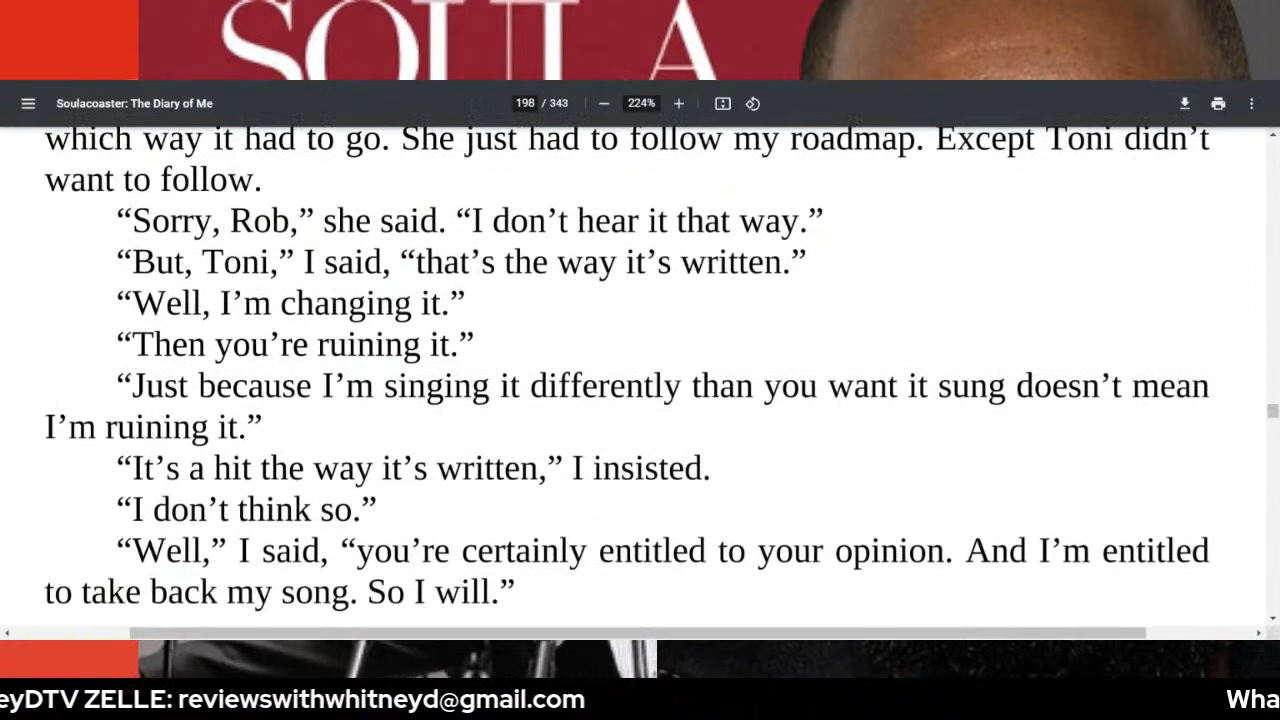 SOULA
Soulacoaster: The Diary of Me
198 / 343
224%
which way it had to go. She just had to follow my roadmap. Except Toni didn’t
want to follow.
“Sorry, Rob,” she said. “I don’t hear it that way.”
“But, Toni,” I said, “that’s the way it’s written.”
“Well, I’m changing it.”
“Then you’re ruining it.”
“Just because I’m singing it differently than you want it sung doesn’t mean
I’m ruining it.”
“It’s a hit the way it’s written,” I insisted.
“I don’t think so.”
“Well,” I said, “you’re certainly entitled to your opinion. And I’m entitled
to take back my song. So I will.”
eyDTV ZELLE: reviewswithwhitneyd@gmail.com
Wha